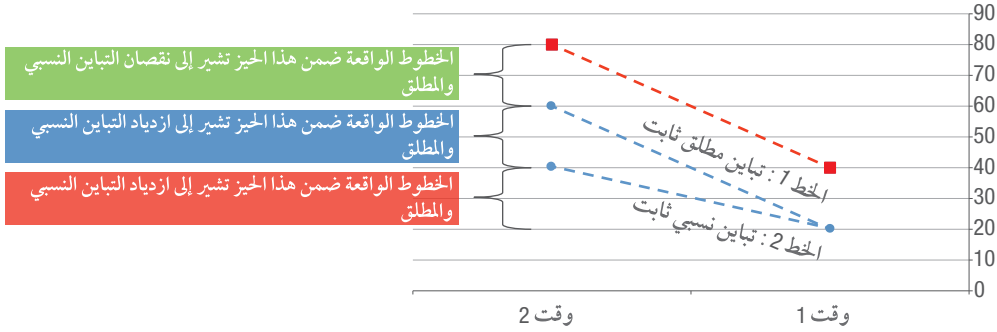 90
80
70
60
50
40
30
20
10
0
الخطوط الواقعة ضمن هذا الحيز تشير إلى نقصان التباين النسبي
والمطلق
الخطوط الواقعة ضمن هذا الحيز تشير إلى ازدياد التباين النسبي
والمطلق
الخطوط الواقعة ضمن هذا الحيز تشير إلى ازدياد التباين النسبي
والمطلق
الخط 1 : تباين مطلق ثابت
الخط 2 : تباين نسبي ثابت
وقت 1
وقت 2